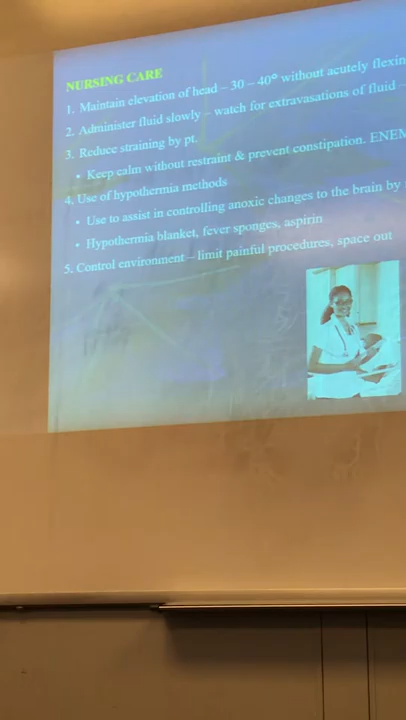 NURSING CARE
1. Maintain elevation of head – 30 – 40° without acutely
2. Administer fluid slowly – watch for extravasations of fluid –
3. Reduce straining by pt.
• Keep calm without restraint & prevent constipation.
4. Use of hypothermia methods
• Use to assist in controlling anoxic changes to the brain by
• Hypothermia blanket, fever sponges, aspirin
5. Control environment – limit painful procedures, space out